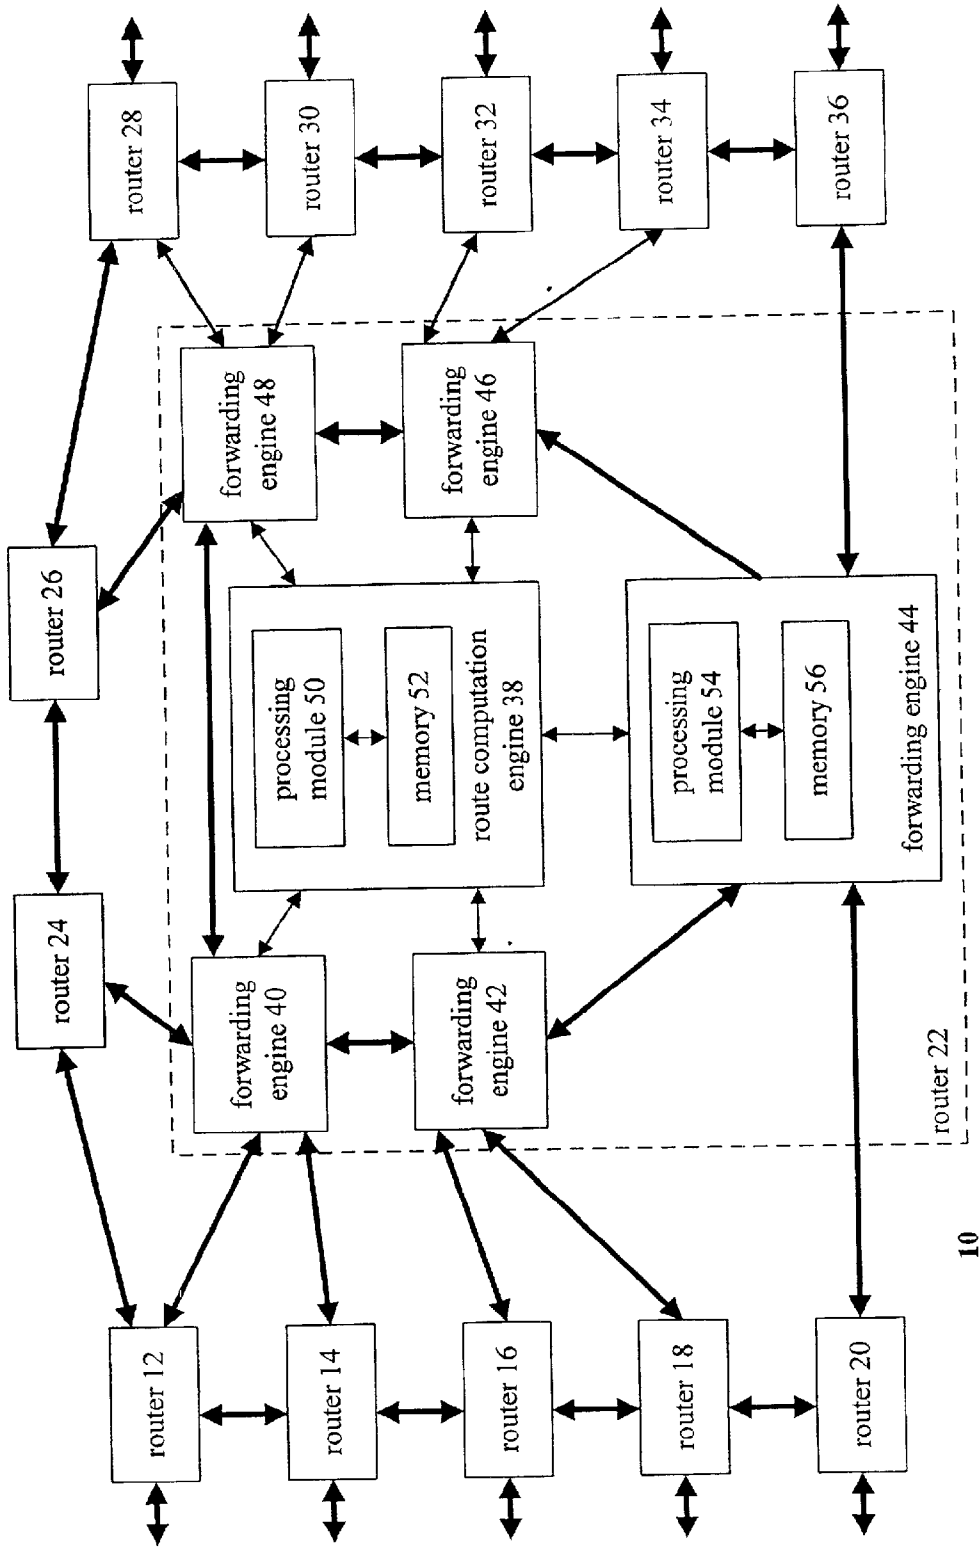 router 24
router 26
router 12
router 28
forwarding
engine 40
processing
module 50
forwarding
engine 48
router 14
router 30
memory 52
route computation
engine 38
router 16
forwarding
engine 42
forwarding
engine 46
router 32
router 18
processing
module 54
router 34
memory 56
router 20
forwarding engine 44
router 36
router 22
10